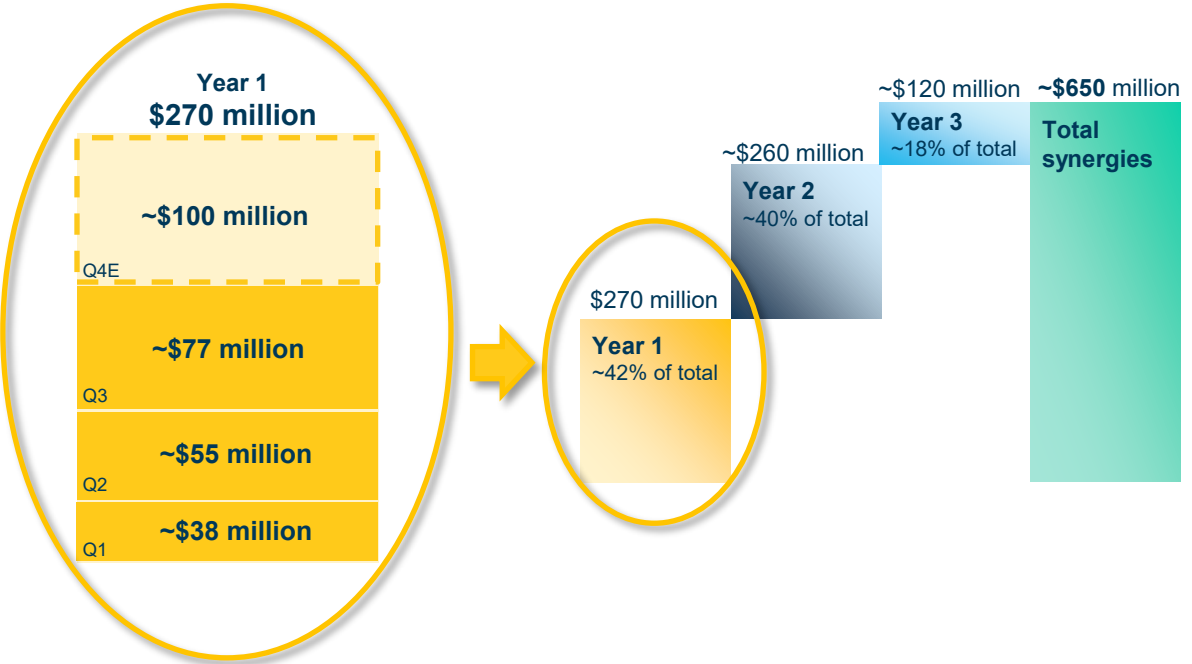 Year 1
$270 million
~$100 million
Q4E
~$77 million
Q3
~$55 million
Q2
~$38 million
Q1
$270 million
Year 1
~42% of total
~$260 million
Year 2
~40% of total
~$120 million
Year 3
~18% of total
~$650 million
Total
synergies